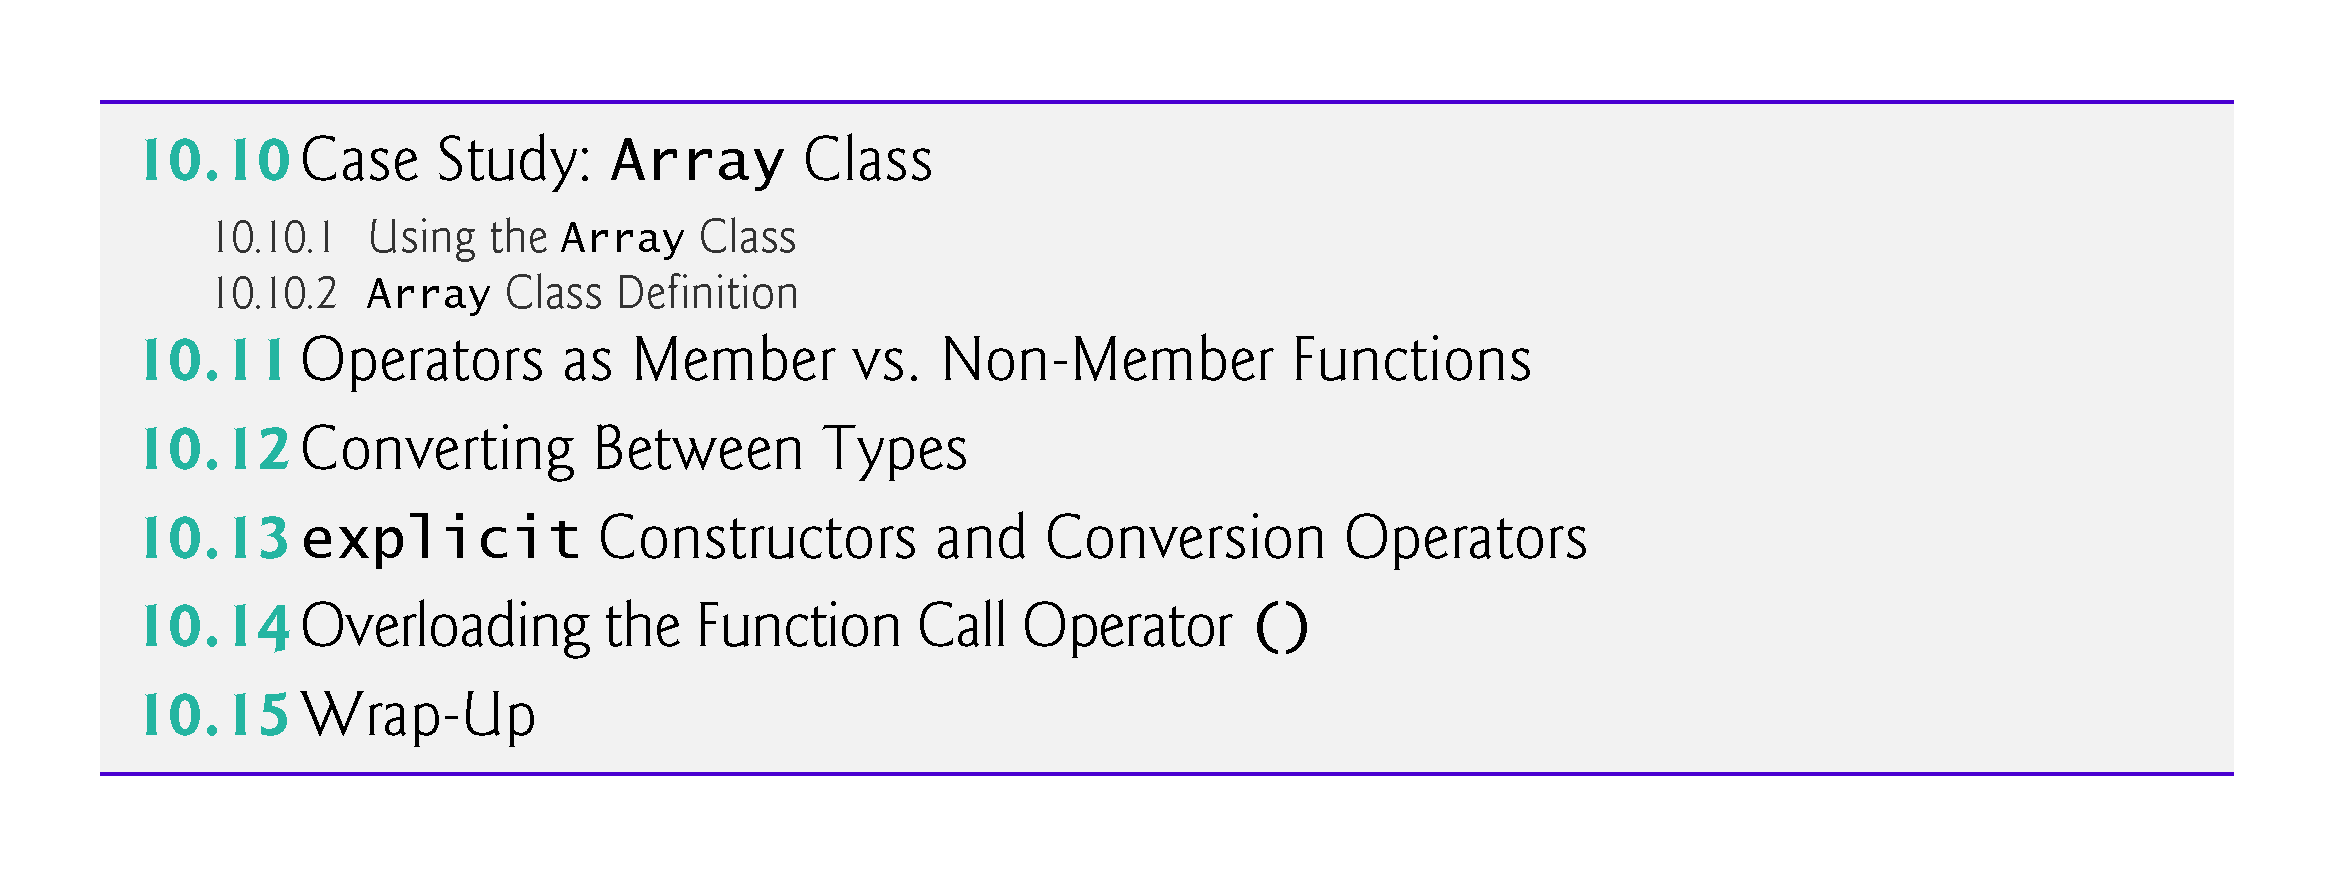 10.10 Case Study: Array Class
10.10.1 Using the Array Class
10.10.2 Array Class Definition
10.11 Operators as Member vs. Non-Member Functions
10.12 Converting Between Types
10.13 explicit Constructors and Conversion Operators
10.14 Overloading the Function Call Operator ()
10.15 Wrap-Up